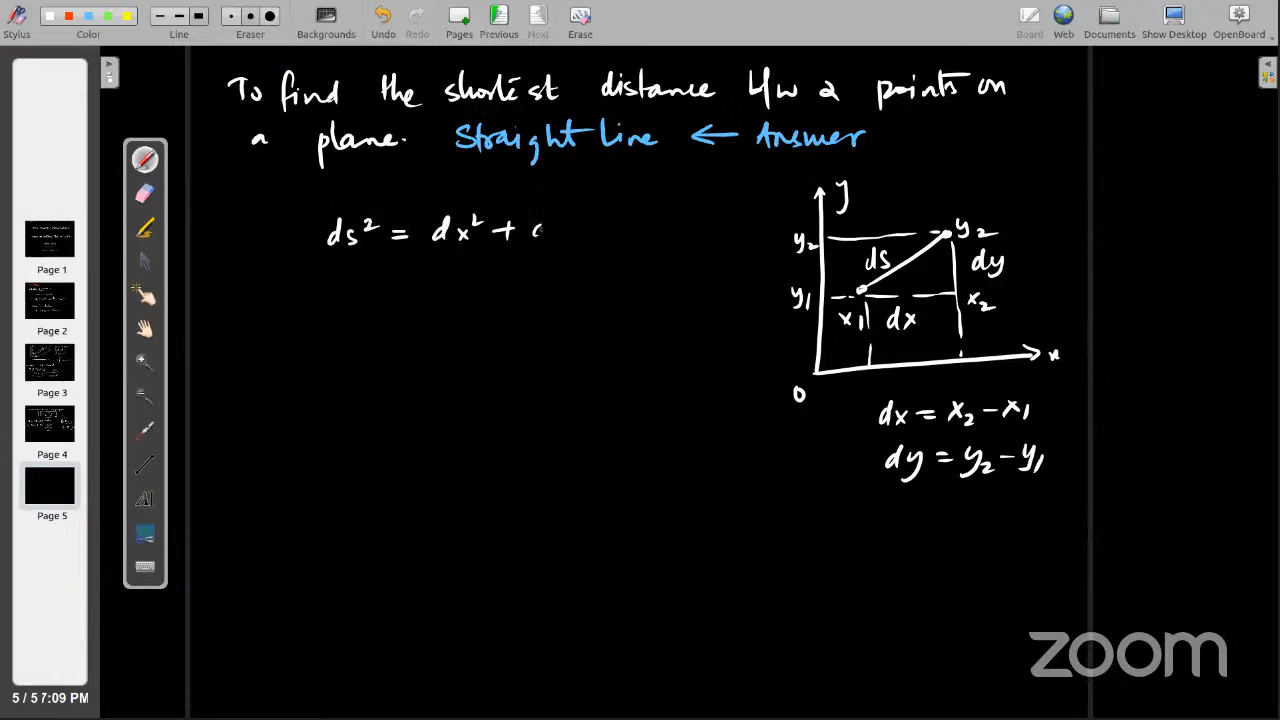 Stylus Color Line Eraser Backgrounds Undo Redo Pages Previous Next Erase Board Web Documents Show Desktop OpenBoard
To find the shortest distance b/w 2 points on
a plane. Straight line ← Answer
ds² = dx² +
y
y₂ y₂
ds dy
y₁ x₂
x₁ dx
x
0
dx = x₂ - x₁
dy = y₂ - y₁
Page 1
Page 2
Page 3
Page 4
Page 5
5 / 5 7:09 PM
zoom